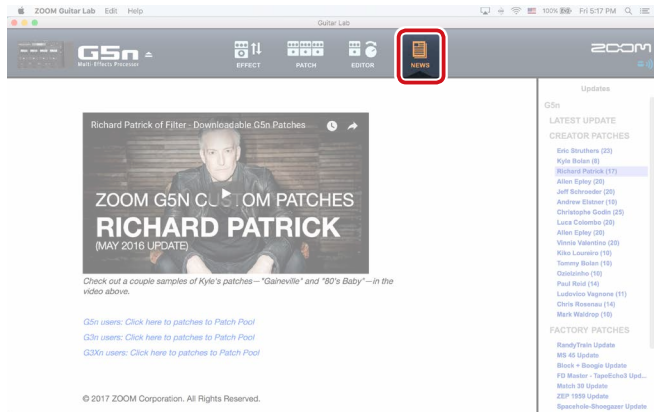 ZOOM Guitar Lab Edit Help
100% Fri 5:17 PM
Guitar Lab
G5n
Multi-Effects Processor
EFFECT
PATCH
EDITOR
NEWS
ZOOM
Richard Patrick of Filter - Downloadable G5n Patches
ZOOM G5N CUSTOM PATCHES
RICHARD PATRICK
(MAY 2016 UPDATE)
Check out a couple samples of Kyle's patches—"Gaineville" and "80's Baby"—in the
video above.
G5n users: Click here to patches to Patch Pool
G3n users: Click here to patches to Patch Pool
G3Xn users: Click here to patches to Patch Pool
© 2017 ZOOM Corporation. All Rights Reserved.
Updates
G5n
LATEST UPDATE
CREATOR PATCHES
Eric Struthers (23)
Kyle Bolan (8)
Richard Patrick (17)
Allen Epley (20)
Jeff Schroeder (20)
Andrew Elstner (10)
Christophe Godin (25)
Luca Colombo (20)
Allen Epley (20)
Vinnie Valentino (20)
Kiko Loureiro (10)
Tommy Bolan (10)
Ozielzinho (10)
Paul Reid (14)
Ludovico Vagnone (11)
Chris Rosenau (14)
Mark Waldrop (10)
FACTORY PATCHES
RandyTrain Update
MS 45 Update
Block + Boogie Update
FD Master - TapeEcho3 Upd...
Match 30 Update
ZEP 1959 Update
Spacehole-Shoegazer Update